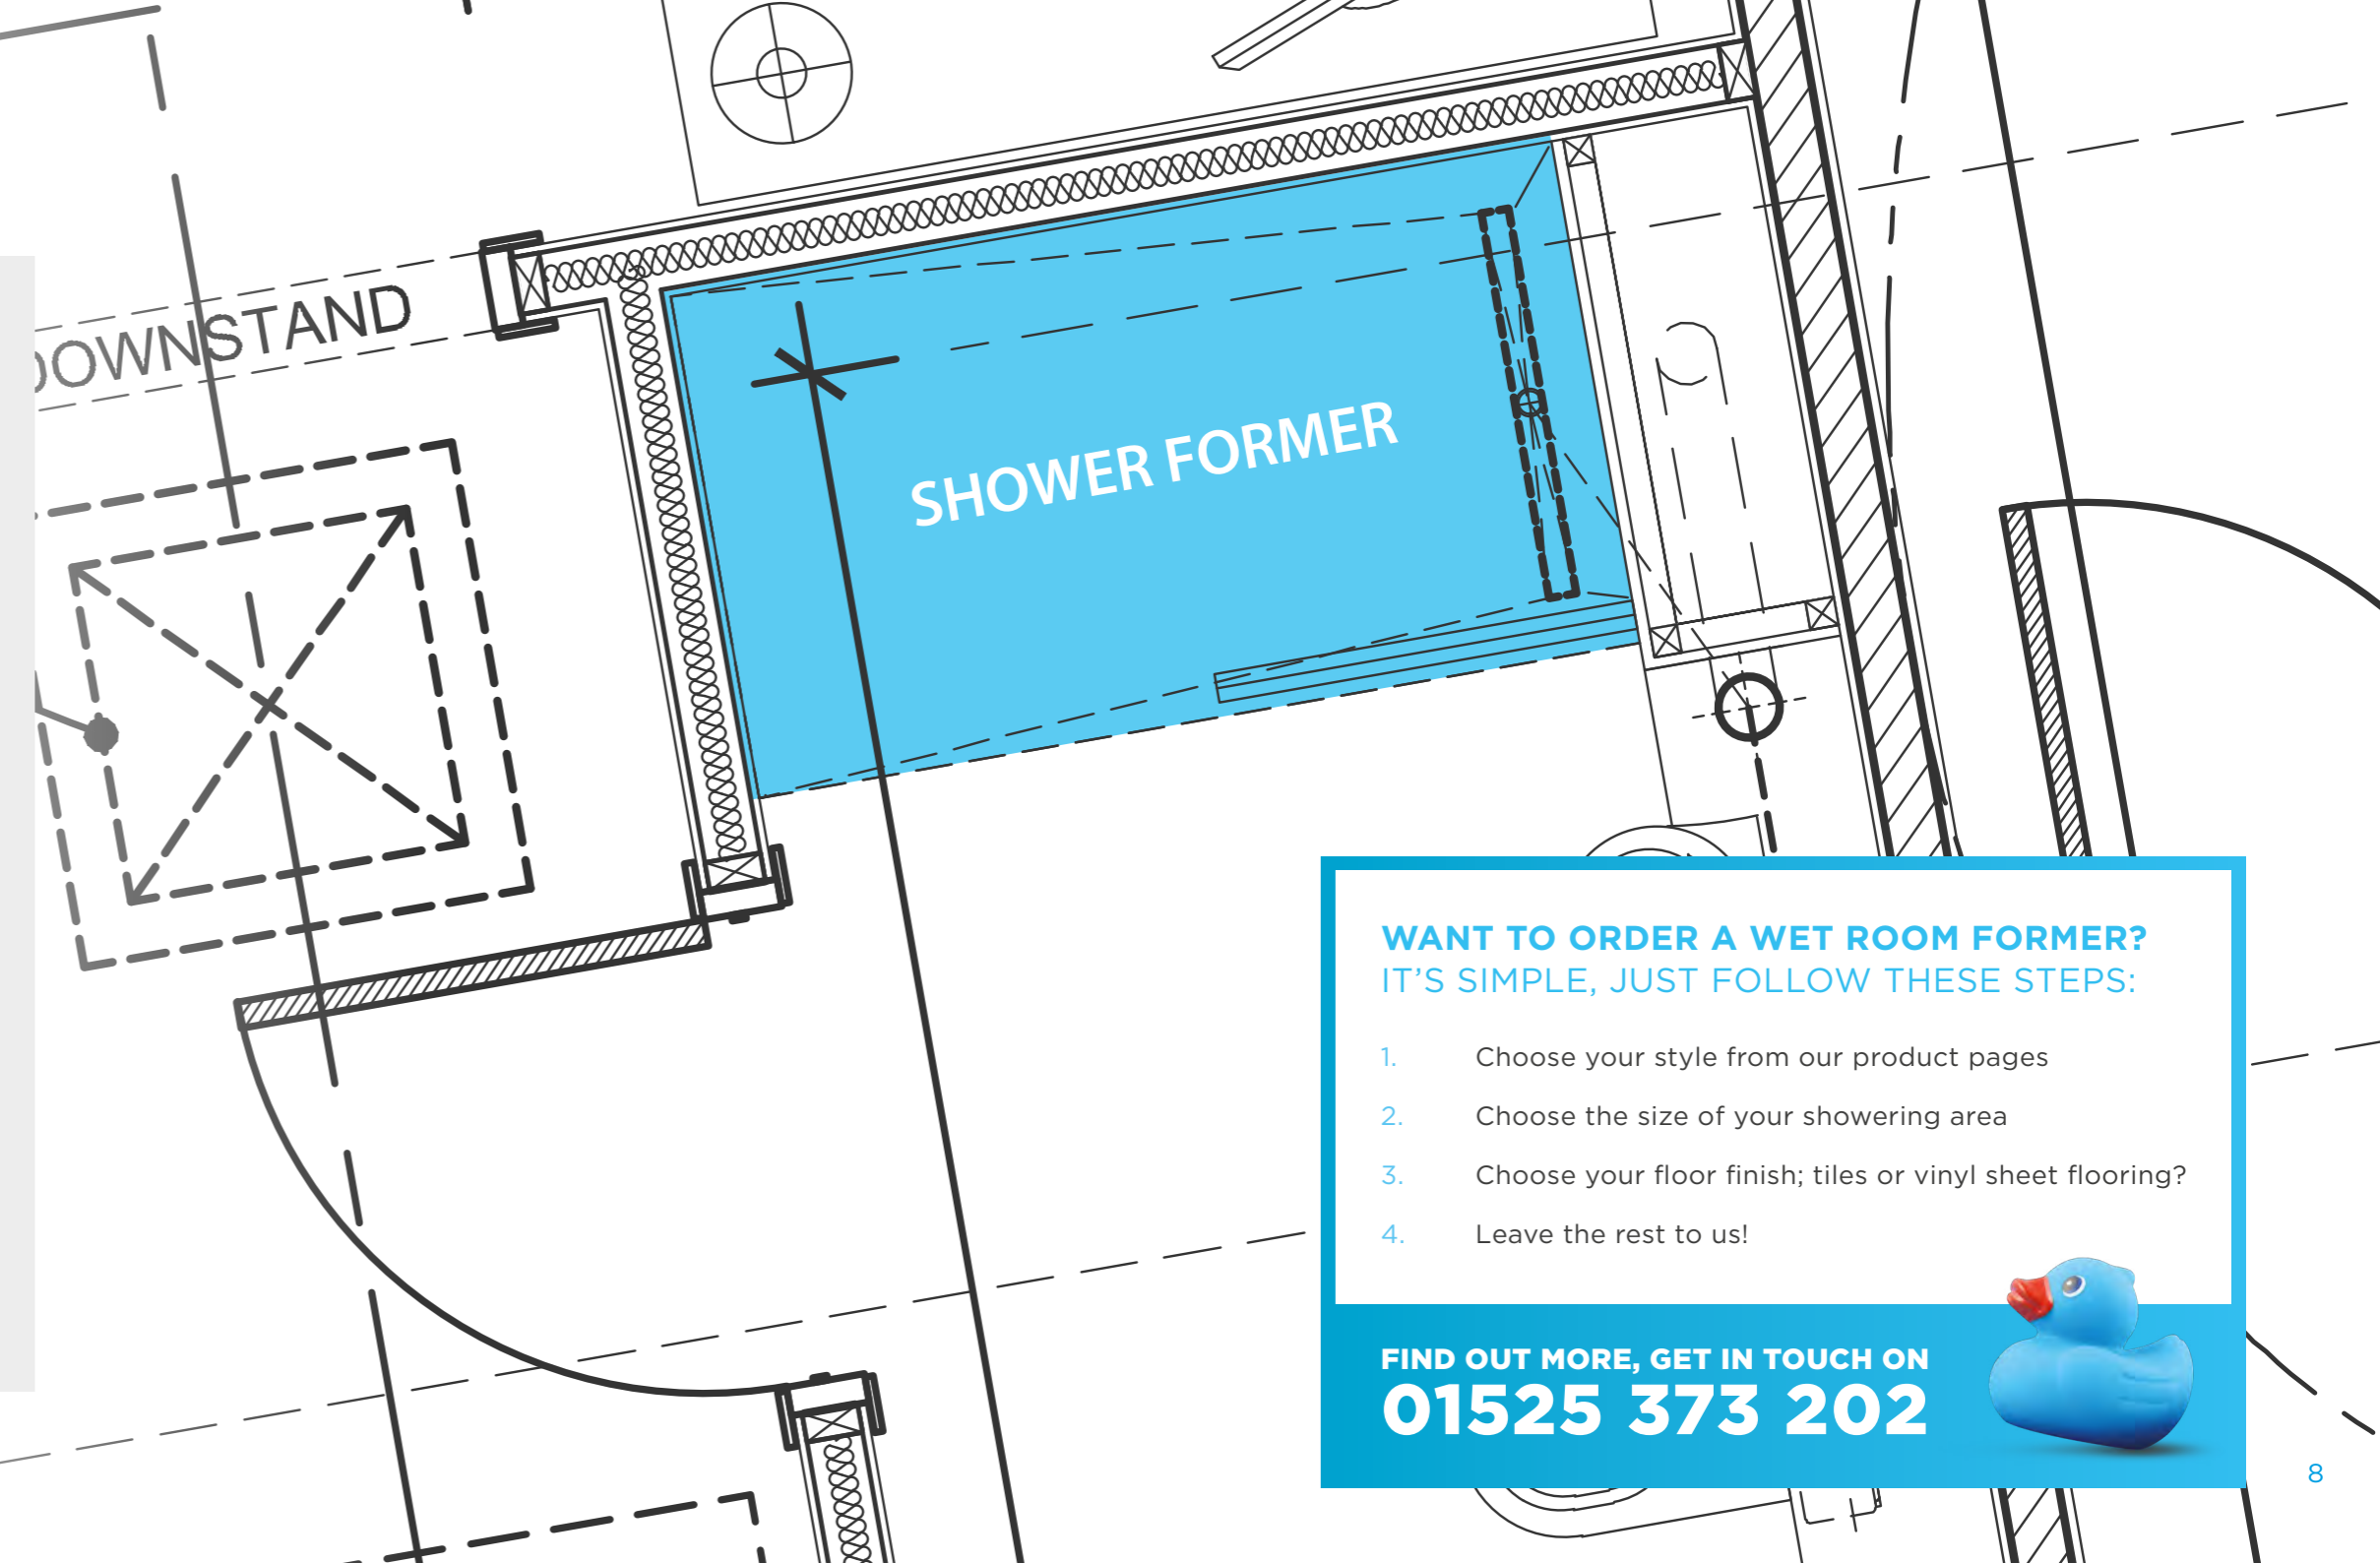 DOWNSTAND
SHOWER FORMER
WANT TO ORDER A WET ROOM FORMER?
IT'S SIMPLE, JUST FOLLOW THESE STEPS:
1. Choose your style from our product pages
2. Choose the size of your showering area
3. Choose your floor finish; tiles or vinyl sheet flooring?
4. Leave the rest to us!
FIND OUT MORE, GET IN TOUCH ON
01525 373 202
8